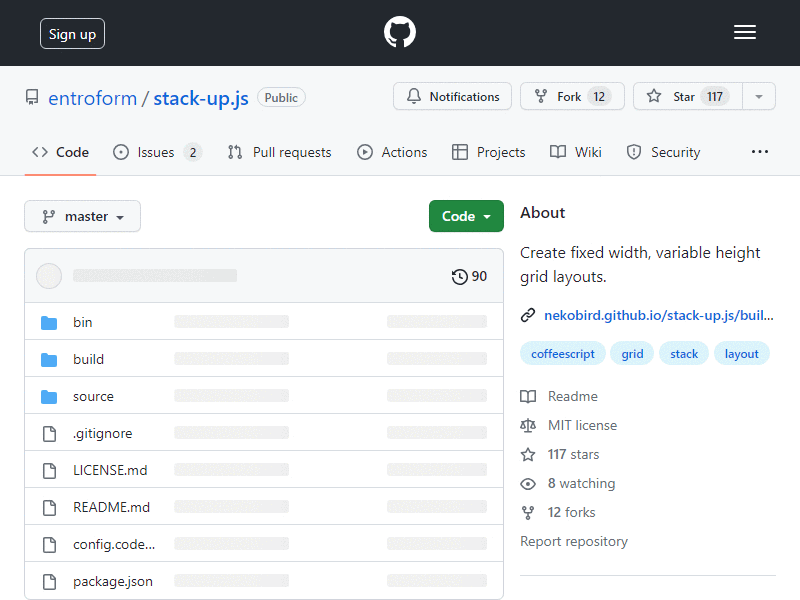 Sign up
entroform / stack-up.js Public
Notifications Fork 12 Star 117
Code Issues 2 Pull requests Actions Projects Wiki Security
master Code
90
bin
build
source
.gitignore
LICENSE.md
README.md
config.code...
package.json
About
Create fixed width, variable height
grid layouts.
nekobird.github.io/stack-up.js/buil...
coffeescript grid stack layout
Readme
MIT license
117 stars
8 watching
12 forks
Report repository